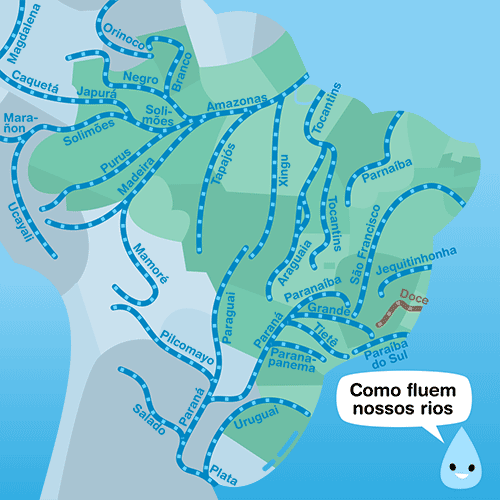 Magdalena
Orinoco
Caquetá
Negro
Branco
Japurá
Soli-
mões
Amazonas
Mara-
ñon
Solimões
Purus
Madeira
Ucayali
Tapajós
Xingu
Tocantins
Parnaíba
Tocantins
Araguaia
São Francisco
Jequitinhonha
Mamoré
Paraguai
Paranaíba
Grande
Doce
Paraná
Tietê
Parana-
panema
Paraíba
do Sul
Pilcomayo
Paraná
Salado
Uruguai
Plata
Como fluem
nossos rios